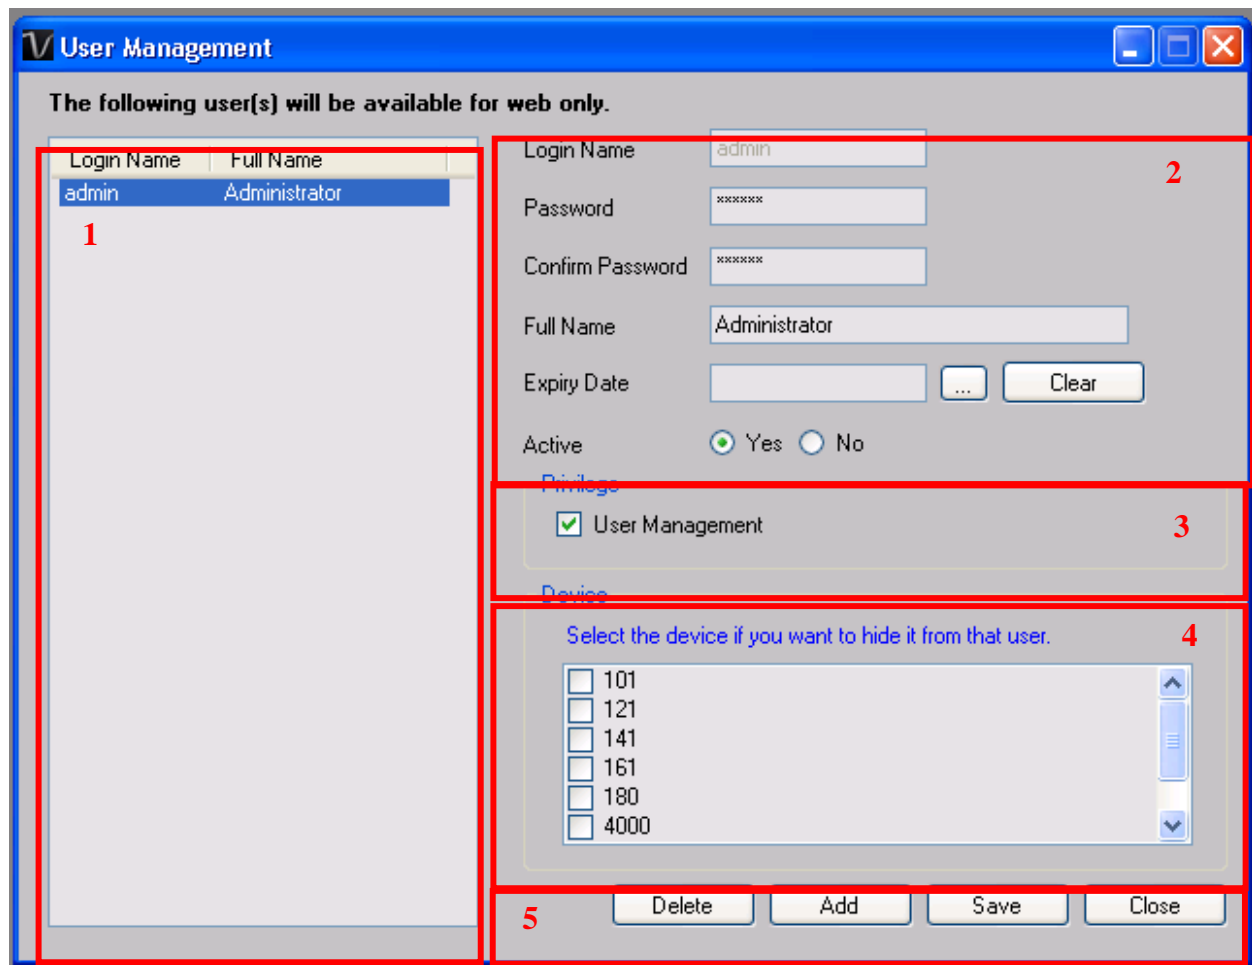 User Management
The following user(s) will be available for web only.
Login Name Full Name
admin Administrator
1
Login Name admin
2
Password ******
Confirm Password ******
Full Name Administrator
Expiry Date ... Clear
Active Yes No
Privilege
User Management
3
Device
Select the device if you want to hide it from that user.
4
101
121
141
161
180
4000
5
Delete Add Save Close